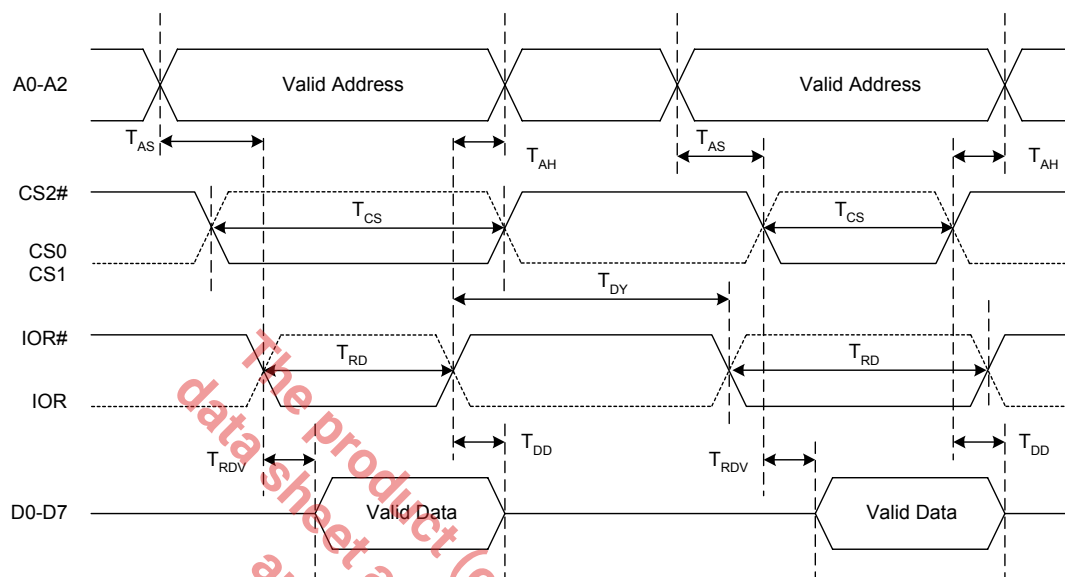 A0-A2
Valid Address
Valid Address
TAS
TAH
TAS
TAH
CS2#
TCS
TCS
CS0
CS1
TDY
IOR#
TRD
TRD
IOR
TRDV
TDD
TRDV
TDD
D0-D7
Valid Data
Valid Data
The product (
data sheet a